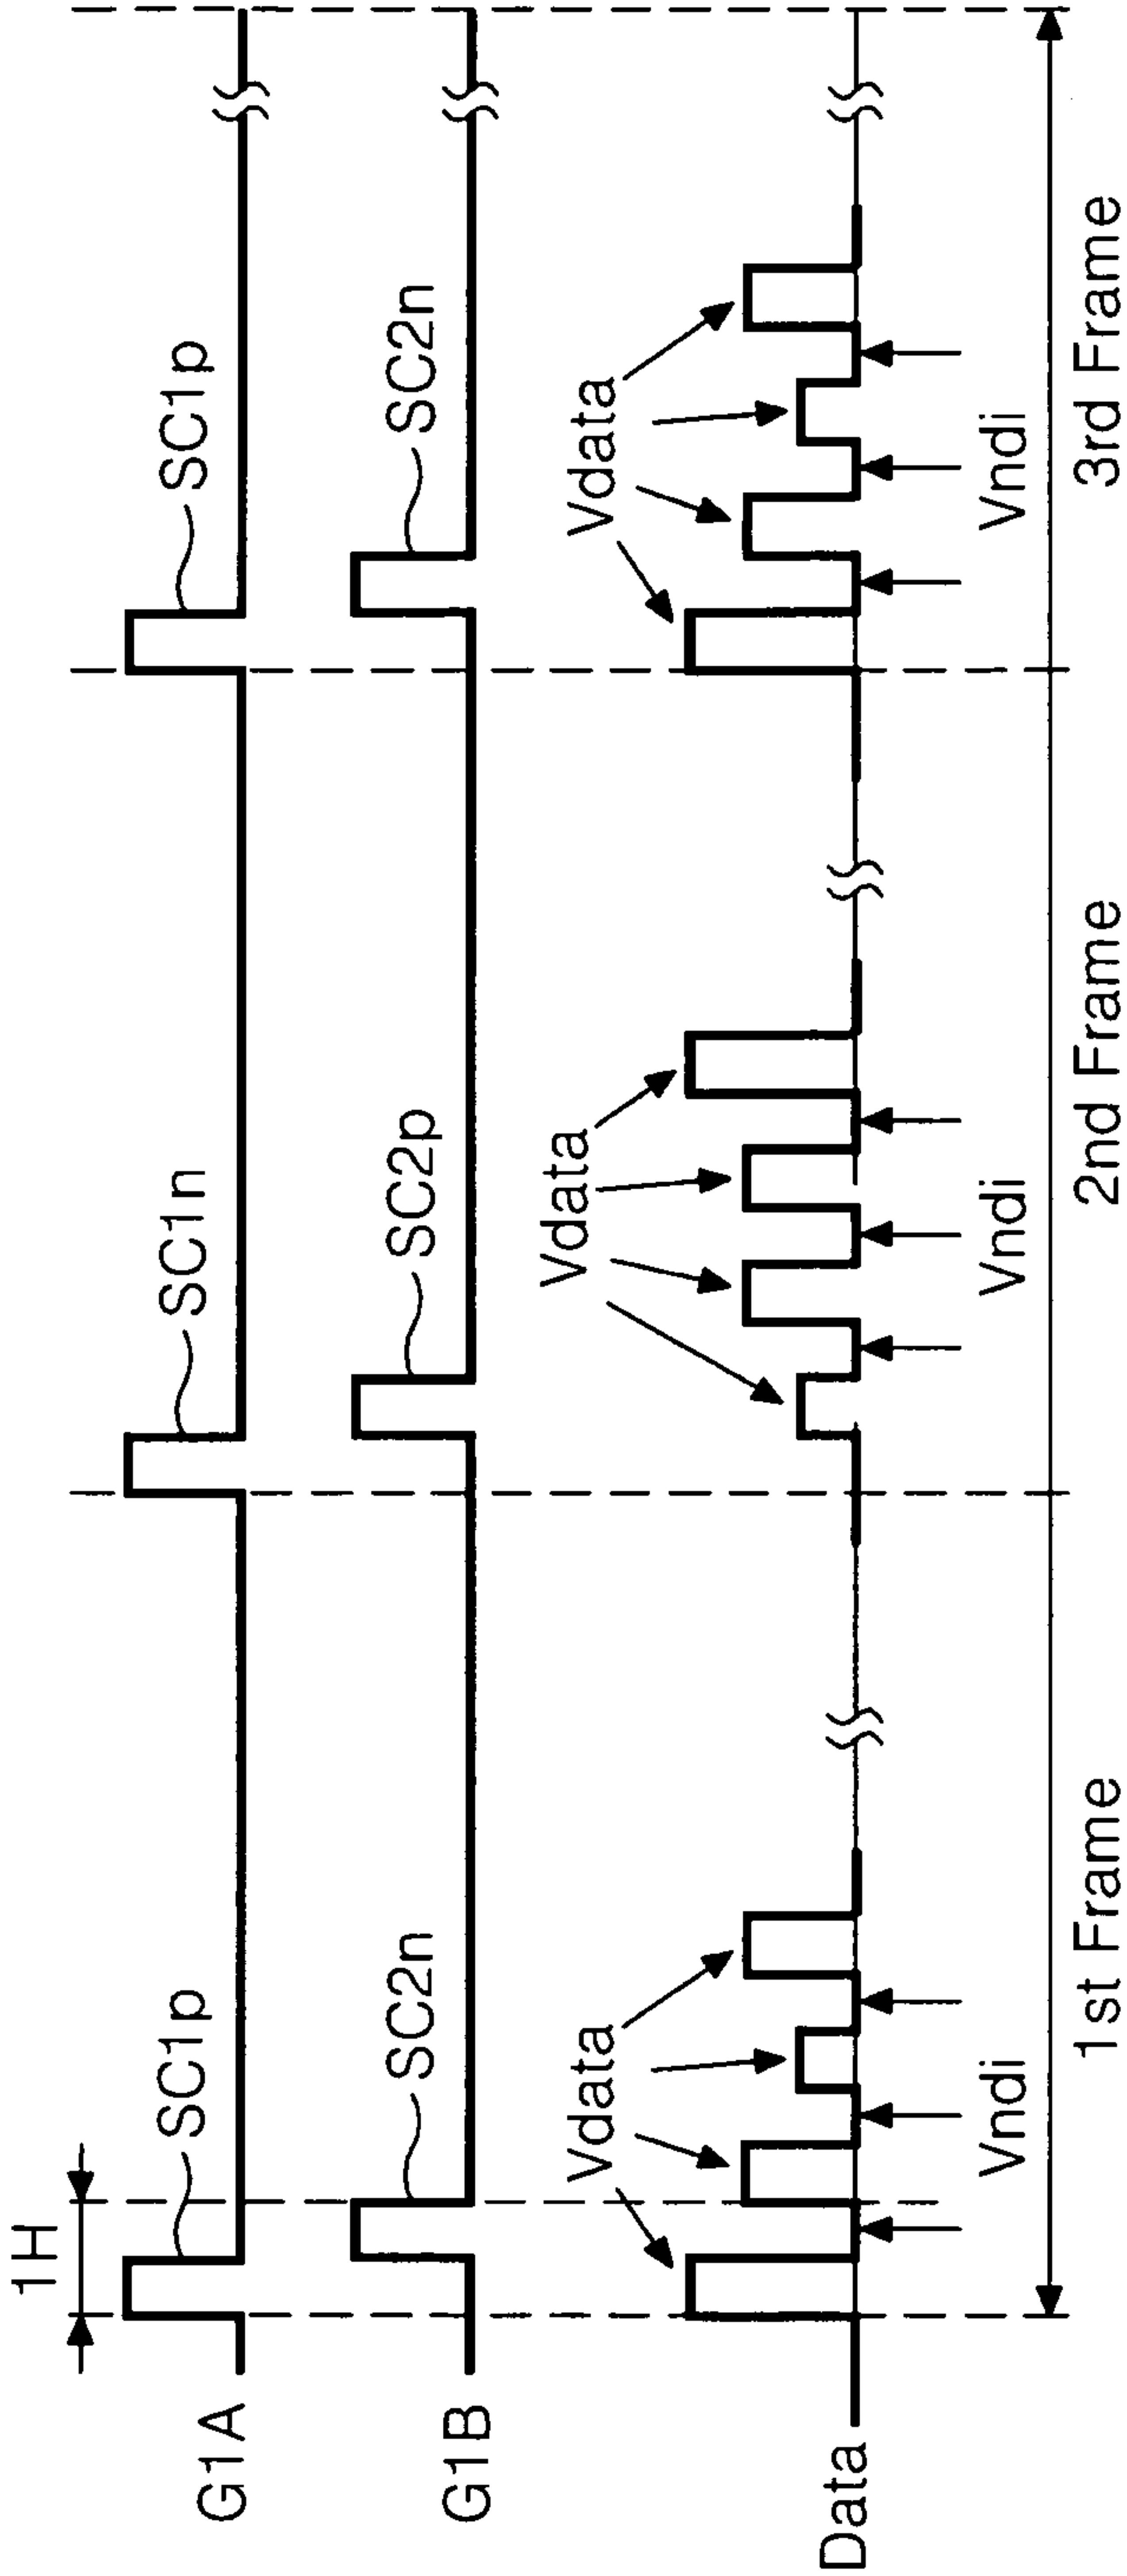 1H
G1A
SC1p
SC1n
SC1p
G1B
SC2n
SC2p
SC2n
Data
Vdata
Vdata
Vdata
Vndi
Vndi
Vndi
1st Frame
2nd Frame
3rd Frame